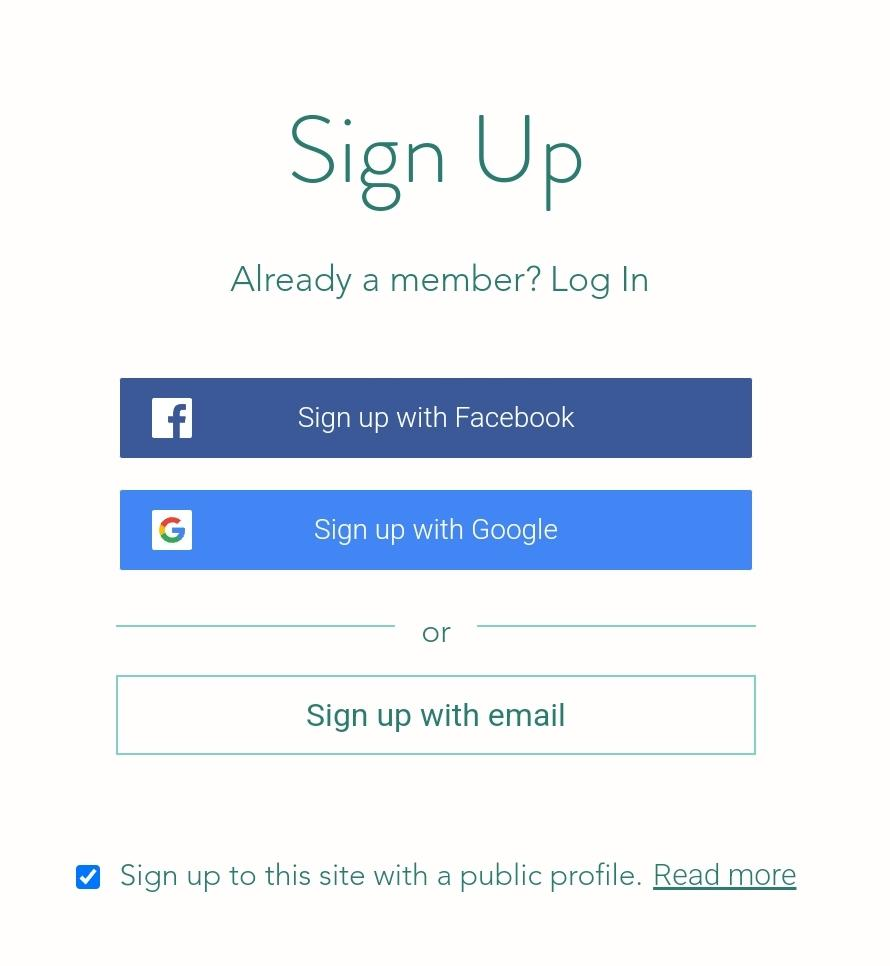 Sign Up
Already a member? Log In
Sign up with Facebook
Sign up with Google
or
Sign up with email
Sign up to this site with a public profile. Read more